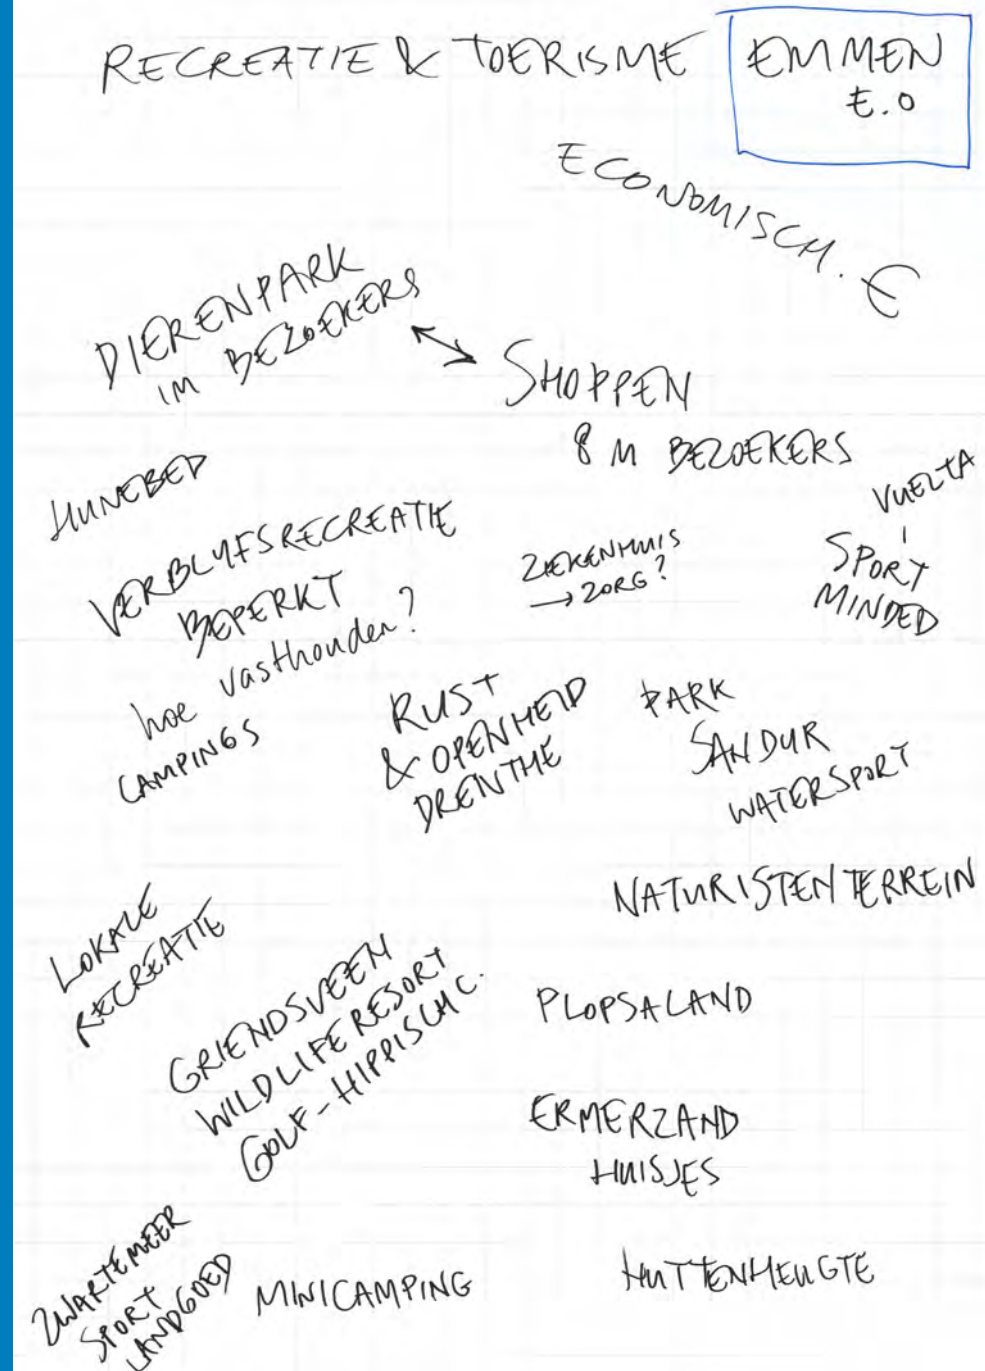 RECREATIE & TOERISME
EMMEN
E.O
ECONOMISCH. €
DIERENPARK
1M BEZOEKERS
SHOPPEN
8 M BEZOEKERS
HUNEBED
VERBLIJFSRECREATIE
BEPERKT
hoe vasthouden?
CAMPINGS
ZIEKENHUIS
→ ZORG?
VUELTA
SPORT
MINDED
RUST
& OPENHEID
DRENTHE
PARK
SANDUR
WATERSPORT
NATURISTENTERREIN
LOKALE
RECREATIE
GRIENDSVEEN
WILDLIFE RESORT
GOLF - HIPPISCH C.
PLOPSALAND
ERMERZAND
HUISJES
ZWARTEMEER
SPORT
LANDGOED
MINICAMPING
HUTTENHEUGTE